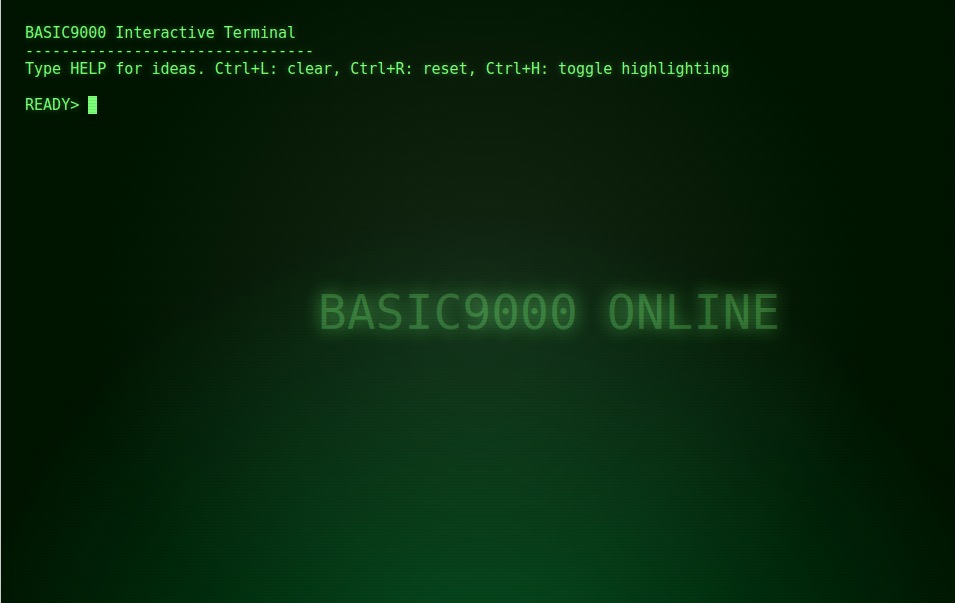 BASIC9000 Interactive Terminal
--------------------------------
Type HELP for ideas. Ctrl+L: clear, Ctrl+R: reset, Ctrl+H: toggle highlighting
READY>
BASIC9000 ONLINE